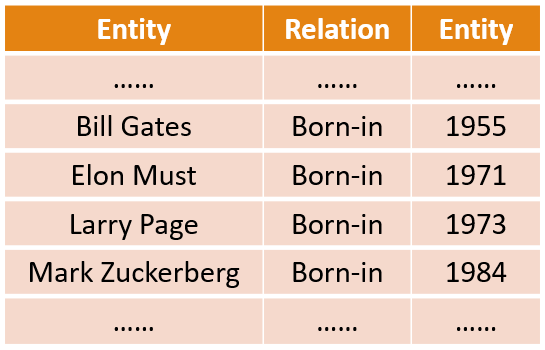 Entity Relation Entity
...... ...... ......
Bill Gates Born-in 1955
Elon Must Born-in 1971
Larry Page Born-in 1973
Mark Zuckerberg Born-in 1984
...... ...... ......